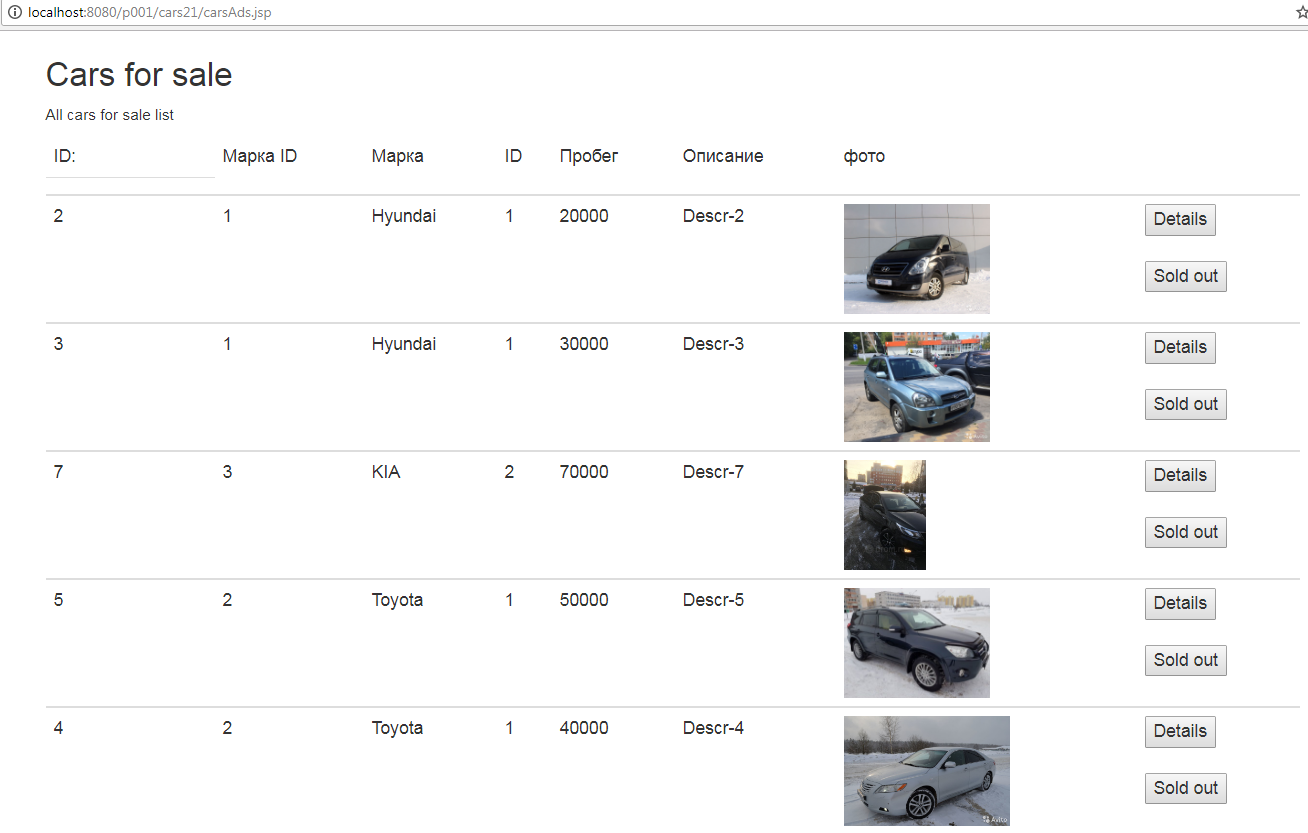 localhost:8080/p001/cars21/carsAds.jsp
Cars for sale
All cars for sale list
ID: Марка ID Марка ID Пробег Описание фото
2 1 Hyundai 1 20000 Descr-2 Details
Sold out
3 1 Hyundai 1 30000 Descr-3 Details
Sold out
7 3 KIA 2 70000 Descr-7 Details
Sold out
5 2 Toyota 1 50000 Descr-5 Details
Sold out
4 2 Toyota 1 40000 Descr-4 Details
Sold out
Avito